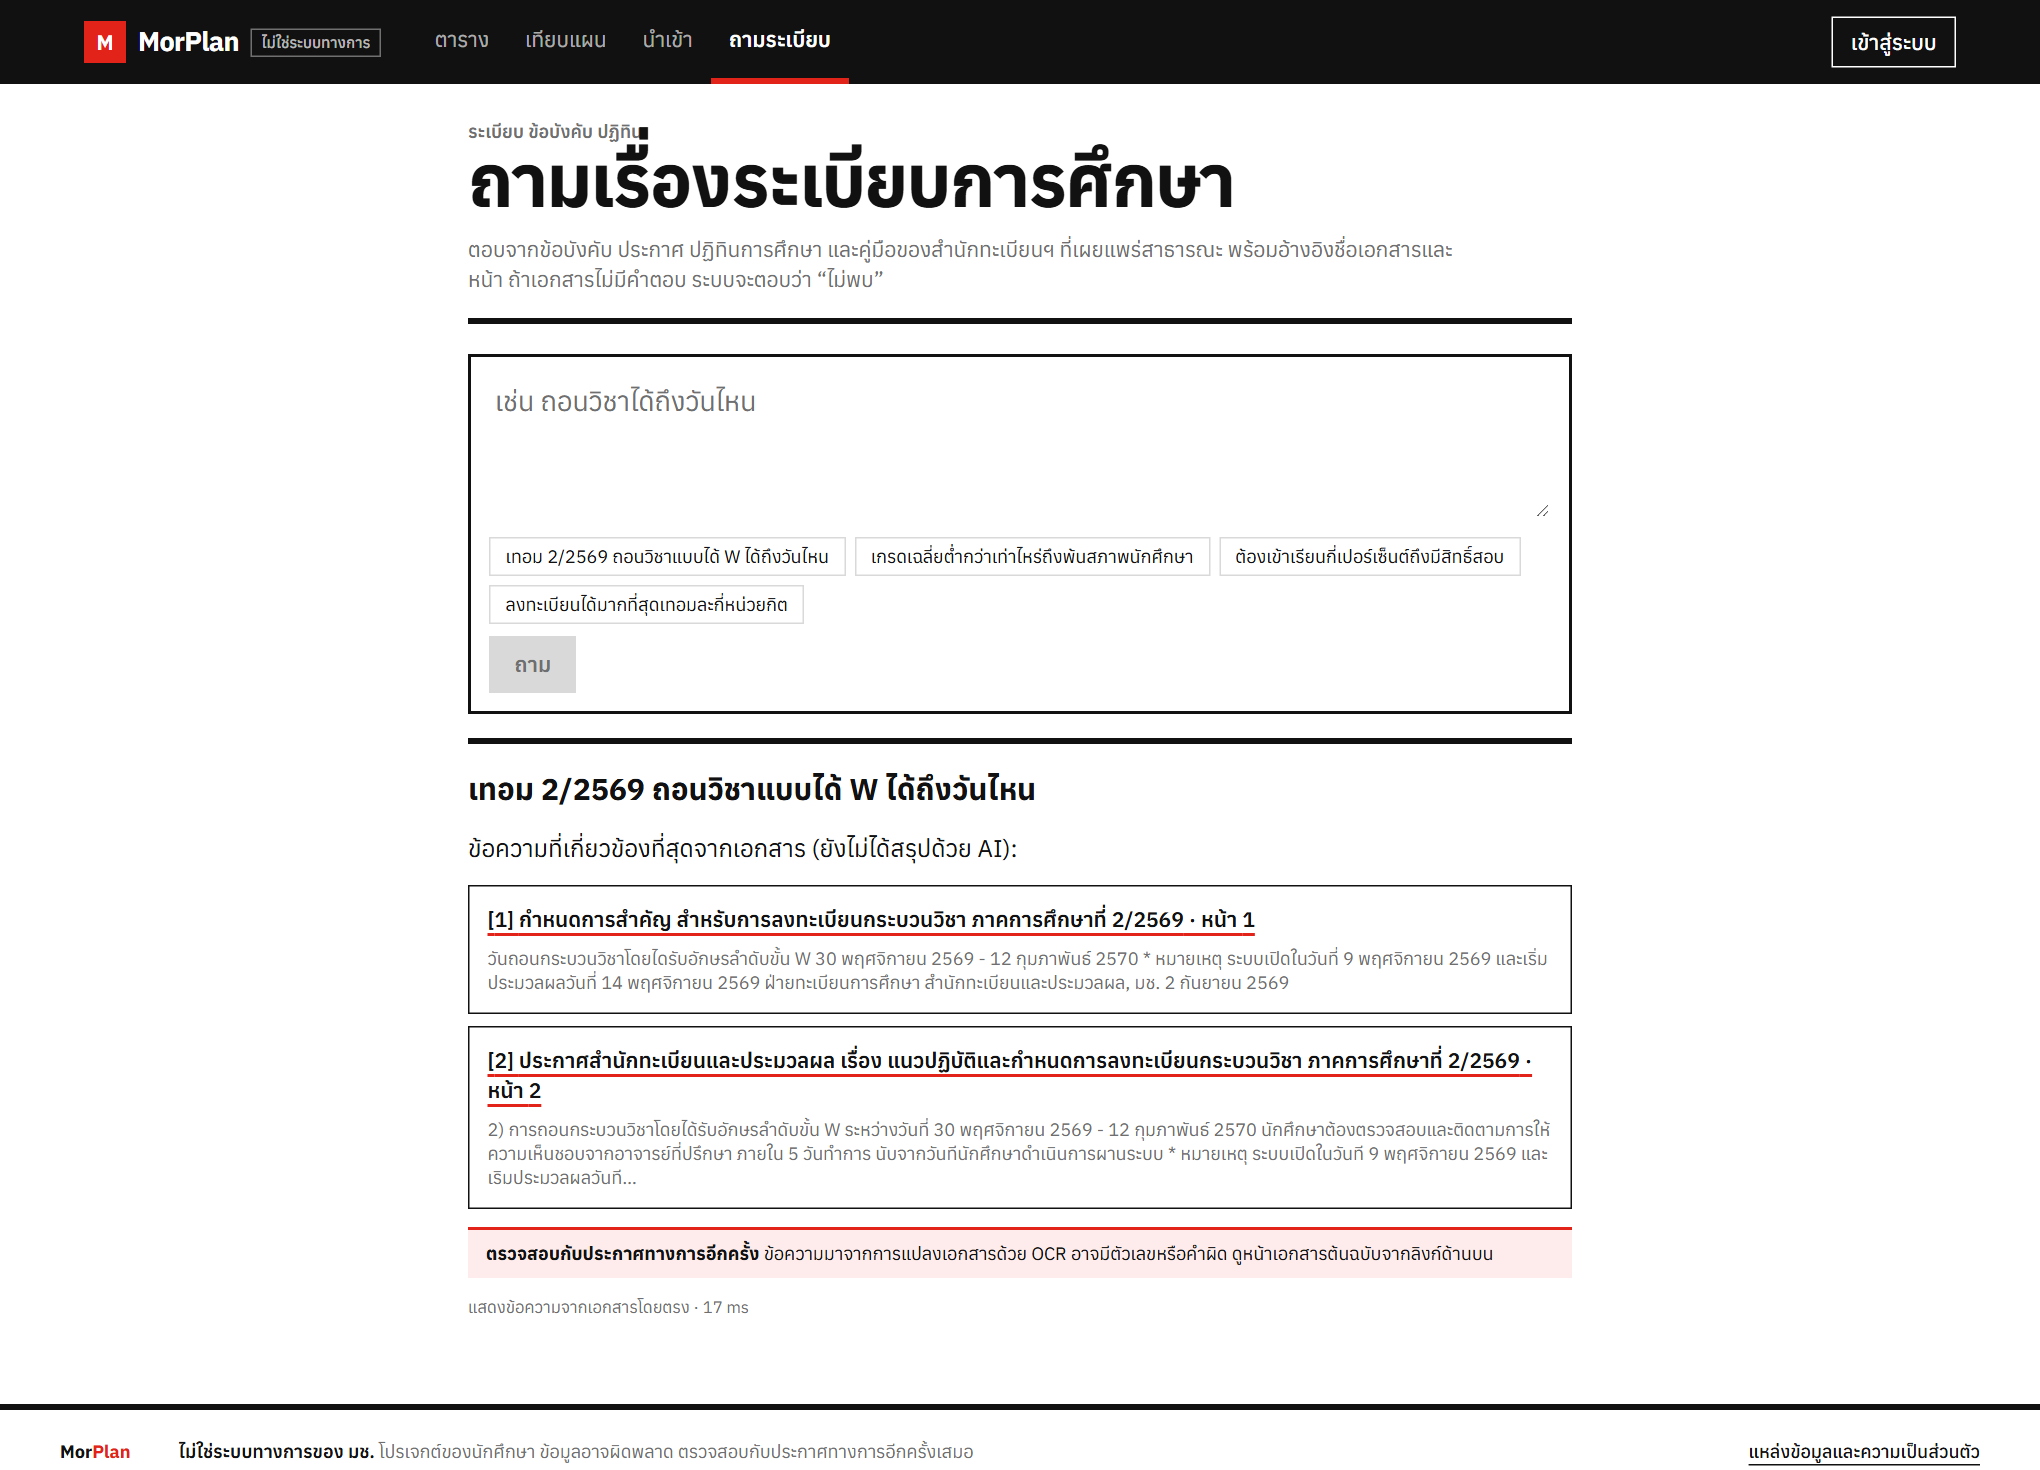 M MorPlan ไม่ใช่ระบบทางการ ตาราง เทียบแผน นำเข้า ถามระเบียบ เข้าสู่ระบบ
ระเบียบ ข้อบังคับ ปฏิทิน
ถามเรื่องระเบียบการศึกษา
ตอบจากข้อบังคับ ประกาศ ปฏิทินการศึกษา และคู่มือของสำนักทะเบียนฯ ที่เผยแพร่สาธารณะ พร้อมอ้างอิงชื่อเอกสารและ
หน้า ถ้าเอกสารไม่มีคำตอบ ระบบจะตอบว่า “ไม่พบ”
เช่น ถอนวิชาได้ถึงวันไหน
เทอม 2/2569 ถอนวิชาแบบได้ W ได้ถึงวันไหน เกรดเฉลี่ยต่ำกว่าเท่าไหร่ถึงพ้นสภาพนักศึกษา ต้องเข้าเรียนกี่เปอร์เซ็นต์ถึงมีสิทธิ์สอบ
ลงทะเบียนได้มากที่สุดเทอมละกี่หน่วยกิต
ถาม
เทอม 2/2569 ถอนวิชาแบบได้ W ได้ถึงวันไหน
ข้อความที่เกี่ยวข้องที่สุดจากเอกสาร (ยังไม่ได้สรุปด้วย AI):
[1] กำหนดการสำคัญ สำหรับการลงทะเบียนกระบวนวิชา ภาคการศึกษาที่ 2/2569 · หน้า 1
วันถอนกระบวนวิชาโดยไดรับอักษรลำดับขั้น W 30 พฤศจิกายน 2569 - 12 กุมภาพันธ์ 2570 * หมายเหตุ ระบบเปิดในวันที่ 9 พฤศจิกายน 2569 และเริ่ม
ประมวลผลวันที่ 14 พฤศจิกายน 2569 ฝ่ายทะเบียนการศึกษา สำนักทะเบียนและประมวลผล, มช. 2 กันยายน 2569
[2] ประกาศสำนักทะเบียนและประมวลผล เรื่อง แนวปฏิบัติและกำหนดการลงทะเบียนกระบวนวิชา ภาคการศึกษาที่ 2/2569 ·
หน้า 2
2) การถอนกระบวนวิชาโดยได้รับอักษรลำดับขั้น W ระหว่างวันที่ 30 พฤศจิกายน 2569 - 12 กุมภาพันธ์ 2570 นักศึกษาต้องตรวจสอบและติดตามการให้
ความเห็นชอบจากอาจารย์ที่ปรึกษา ภายใน 5 วันทำการ นับจากวันทีนักศึกษาดำเนินการผานระบบ * หมายเหตุ ระบบเปิดในวันที 9 พฤศจิกายน 2569 และ
เริมประมวลผลวันที...
ตรวจสอบกับประกาศทางการอีกครั้ง ข้อความมาจากการแปลงเอกสารด้วย OCR อาจมีตัวเลขหรือคำผิด ดูหน้าเอกสารต้นฉบับจากลิงก์ด้านบน
แสดงข้อความจากเอกสารโดยตรง · 17 ms
MorPlan ไม่ใช่ระบบทางการของ มช. โปรเจกต์ของนักศึกษา ข้อมูลอาจผิดพลาด ตรวจสอบกับประกาศทางการอีกครั้งเสมอ แหล่งข้อมูลและความเป็นส่วนตัว